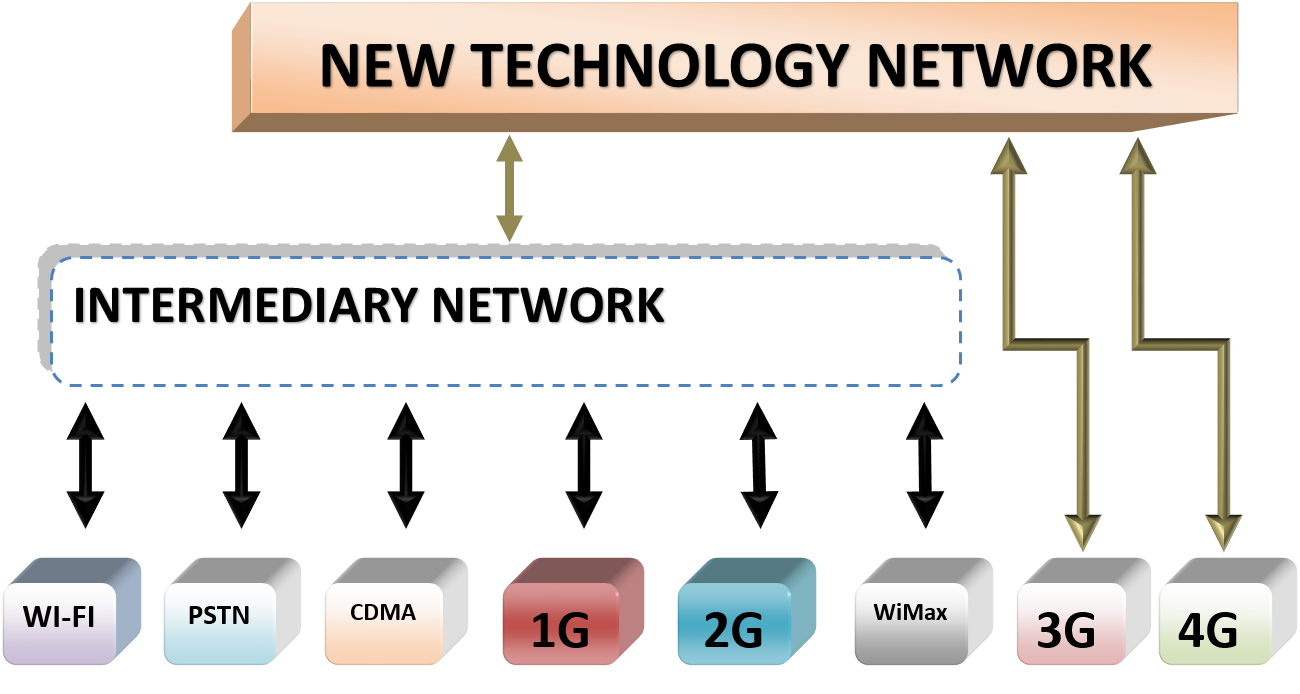 NEW TECHNOLOGY NETWORK
INTERMEDIARY NETWORK
WI-FI
PSTN
CDMA
1G
2G
WiMax
3G
4G